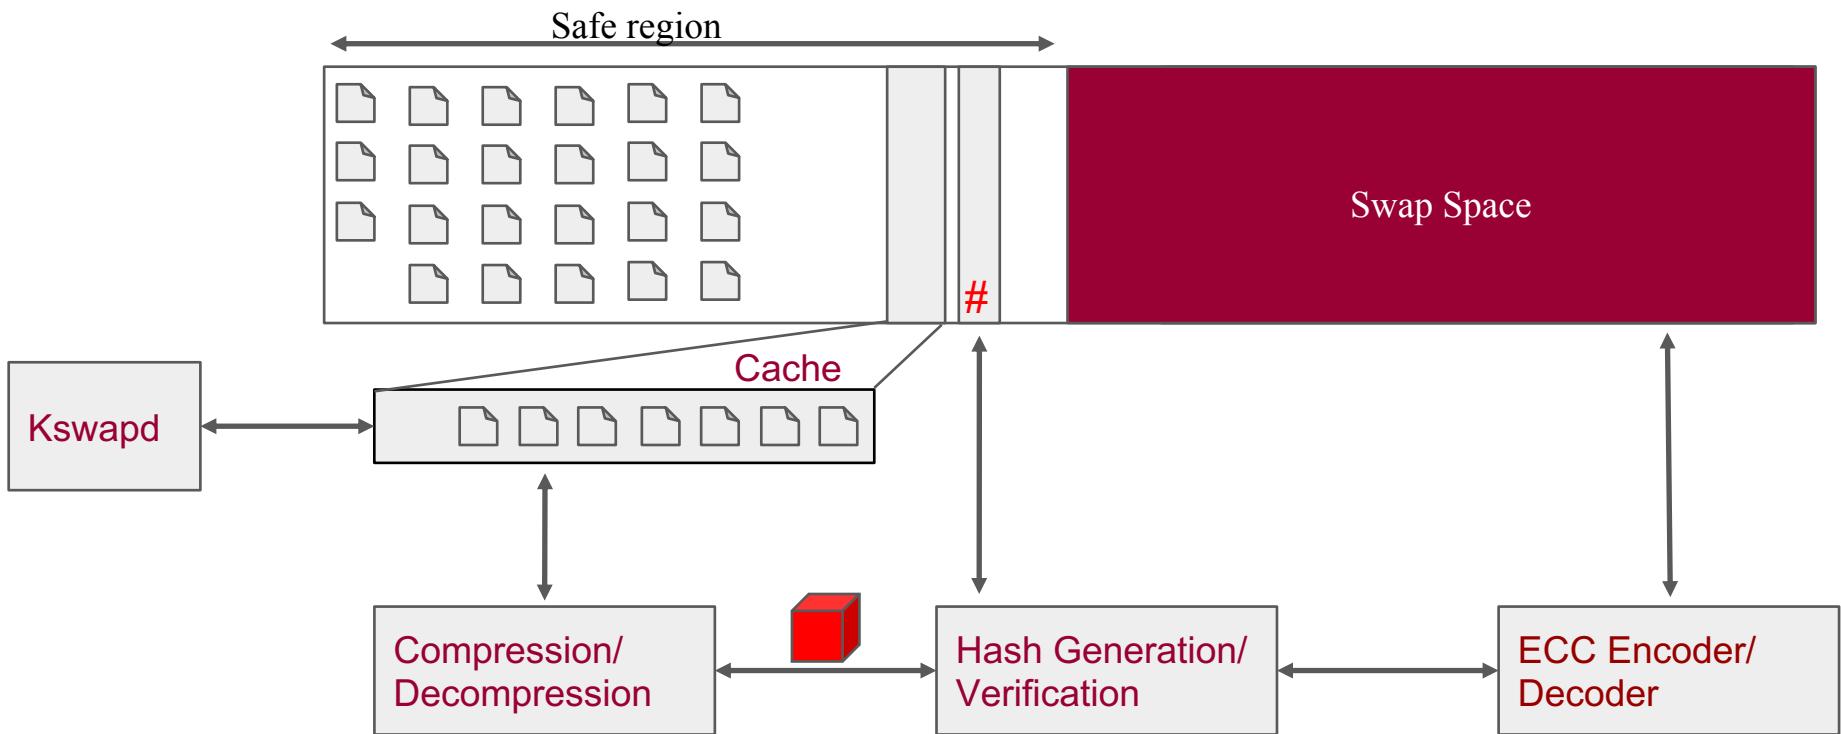 Safe region
Swap Space
#
Cache
Kswapd
Compression/
Decompression
Hash Generation/
Verification
ECC Encoder/
Decoder